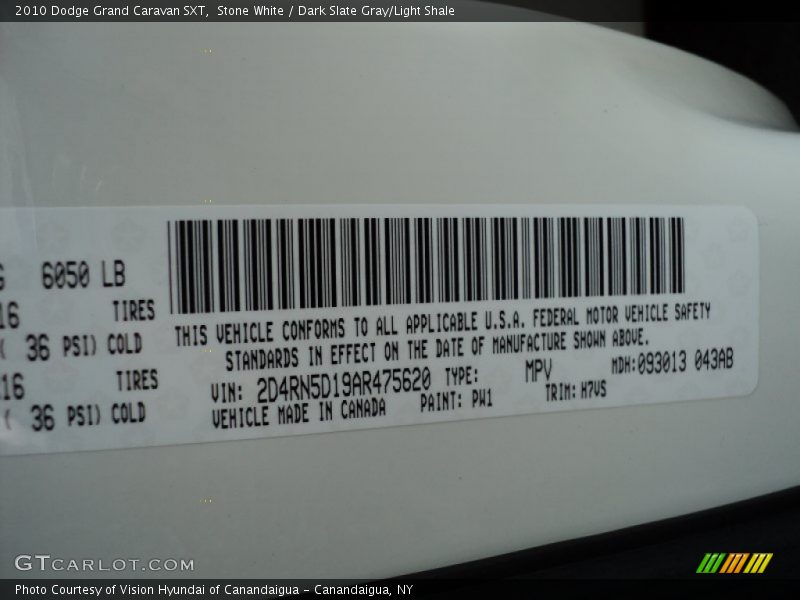 2010 Dodge Grand Caravan SXT, Stone White / Dark Slate Gray/Light Shale
6050 LB
16 TIRES
( 36 PSI) COLD
16 TIRES
( 36 PSI) COLD
THIS VEHICLE CONFORMS TO ALL APPLICABLE U.S.A. FEDERAL MOTOR VEHICLE SAFETY
STANDARDS IN EFFECT ON THE DATE OF MANUFACTURE SHOWN ABOVE.
VIN: 2D4RN5D19AR475620 TYPE: MPV MDH:093013 043AB
VEHICLE MADE IN CANADA PAINT: PW1 TRIM: H7VS
GTCARLOT.COM
Photo Courtesy of Vision Hyundai of Canandaigua - Canandaigua, NY